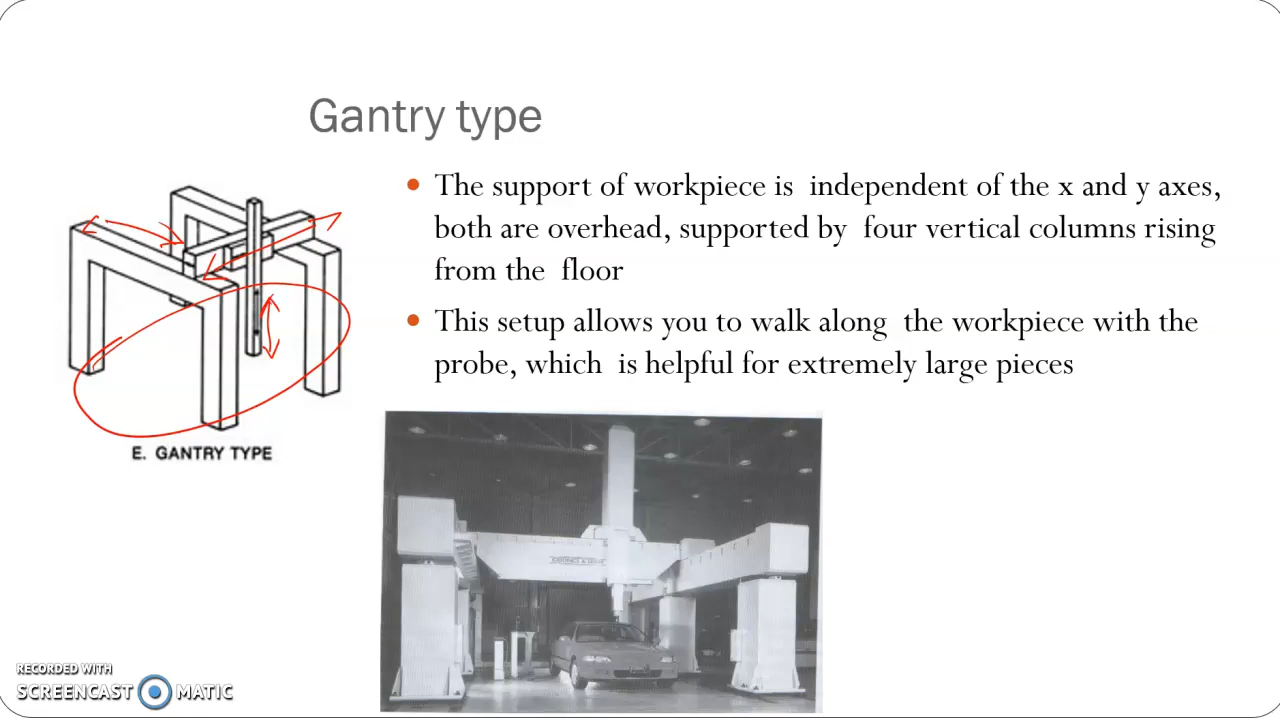 Gantry type
The support of workpiece is independent of the x and y axes,
both are overhead, supported by four vertical columns rising
from the floor
This setup allows you to walk along the workpiece with the
probe, which is helpful for extremely large pieces
E. GANTRY TYPE
RECORDED WITH
SCREENCAST MATIC